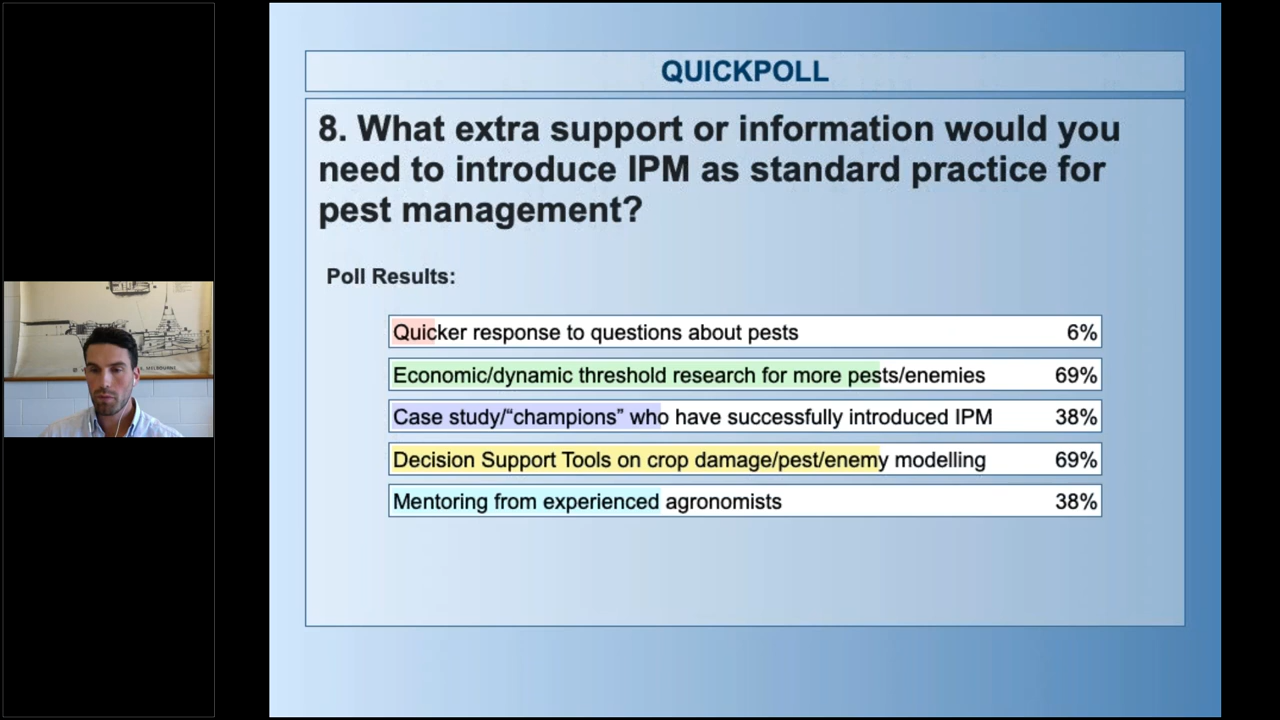 QUICKPOLL
8. What extra support or information would you
need to introduce IPM as standard practice for
pest management?
Poll Results:
Quicker response to questions about pests 6%
Economic/dynamic threshold research for more pests/enemies 69%
Case study/“champions” who have successfully introduced IPM 38%
Decision Support Tools on crop damage/pest/enemy modelling 69%
Mentoring from experienced agronomists 38%
MELBOURNE